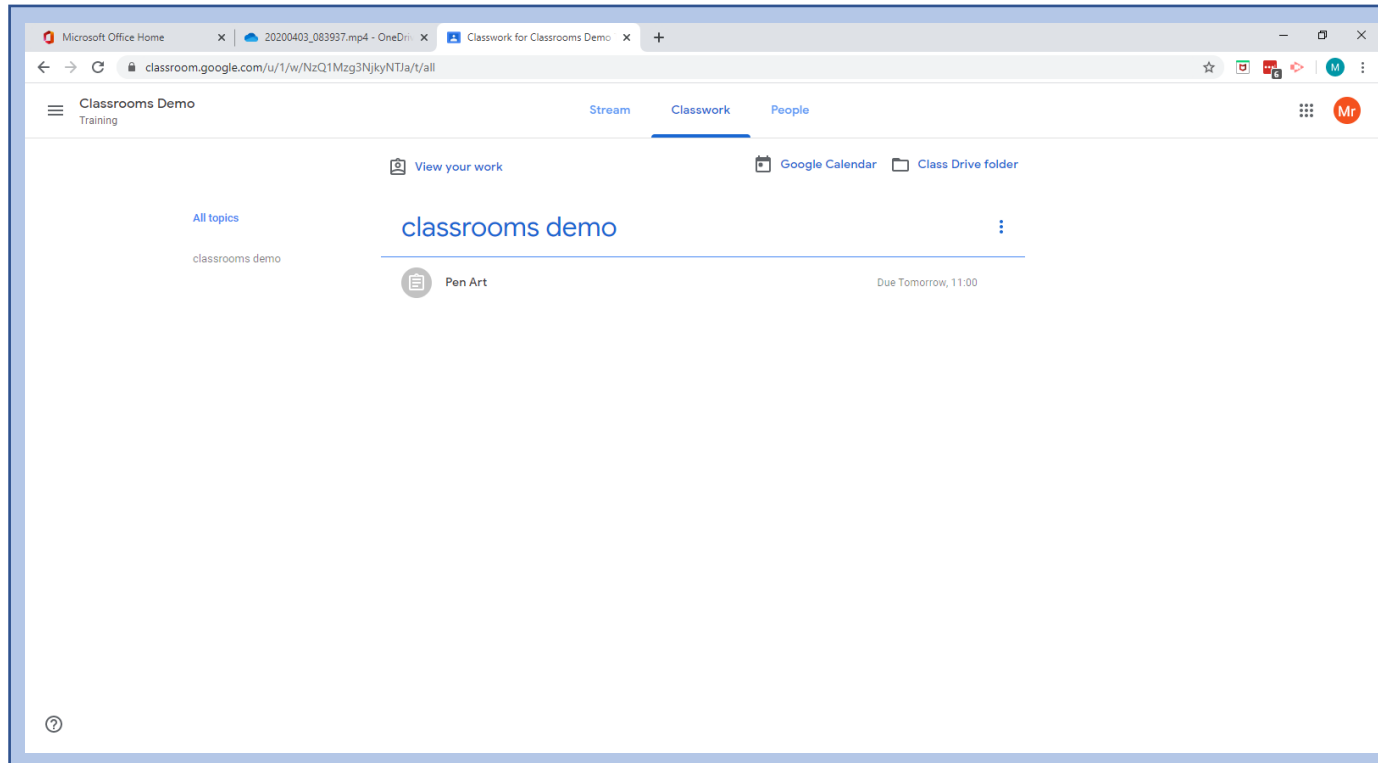 Microsoft Office Home
20200403_083937.mp4 - OneDri
Classwork for Classrooms Demo
classroom.google.com/u/1/w/NzQ1Mzg3NjkyNTJa/t/all
6
M
Classrooms Demo
Training
Stream Classwork People
Mr
View your work
Google Calendar Class Drive folder
All topics
classrooms demo
classrooms demo
Pen Art Due Tomorrow, 11:00